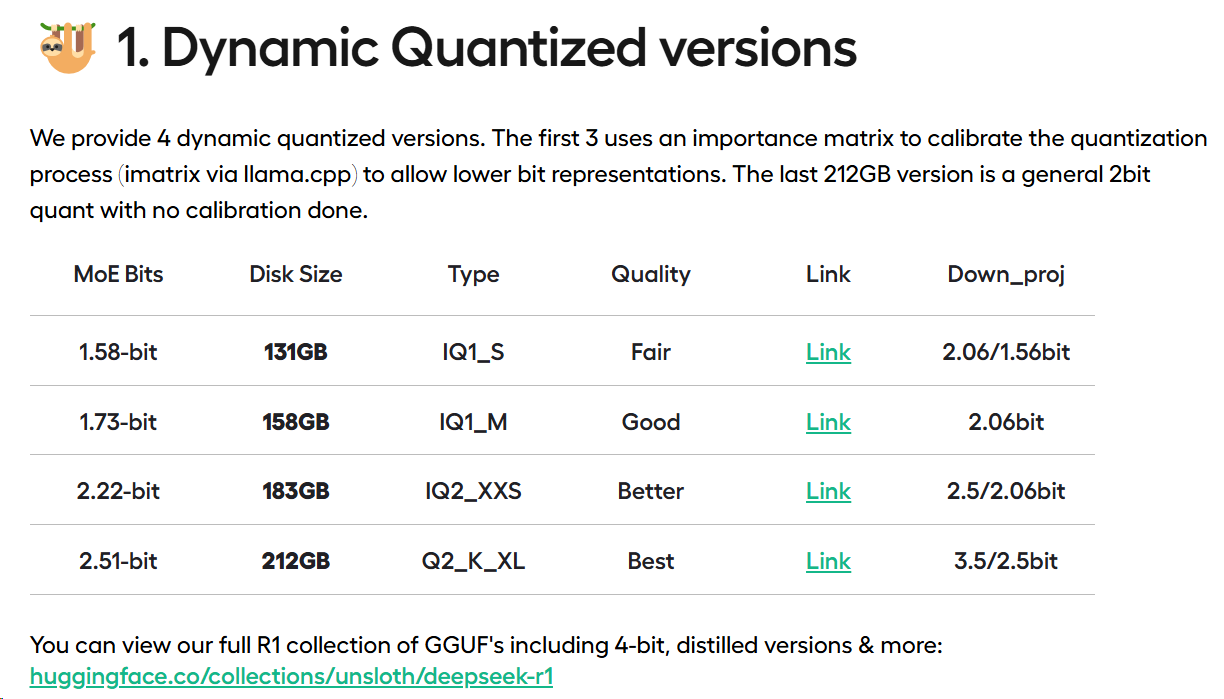 1. Dynamic Quantized versions
We provide 4 dynamic quantized versions. The first 3 uses an importance matrix to calibrate the quantization
process (imatrix via llama.cpp) to allow lower bit representations. The last 212GB version is a general 2bit
quant with no calibration done.
MoE Bits Disk Size Type Quality Link Down_proj
1.58-bit 131GB IQ1_S Fair Link 2.06/1.56bit
1.73-bit 158GB IQ1_M Good Link 2.06bit
2.22-bit 183GB IQ2_XXS Better Link 2.5/2.06bit
2.51-bit 212GB Q2_K_XL Best Link 3.5/2.5bit
You can view our full R1 collection of GGUF's including 4-bit, distilled versions & more:
huggingface.co/collections/unsloth/deepseek-r1